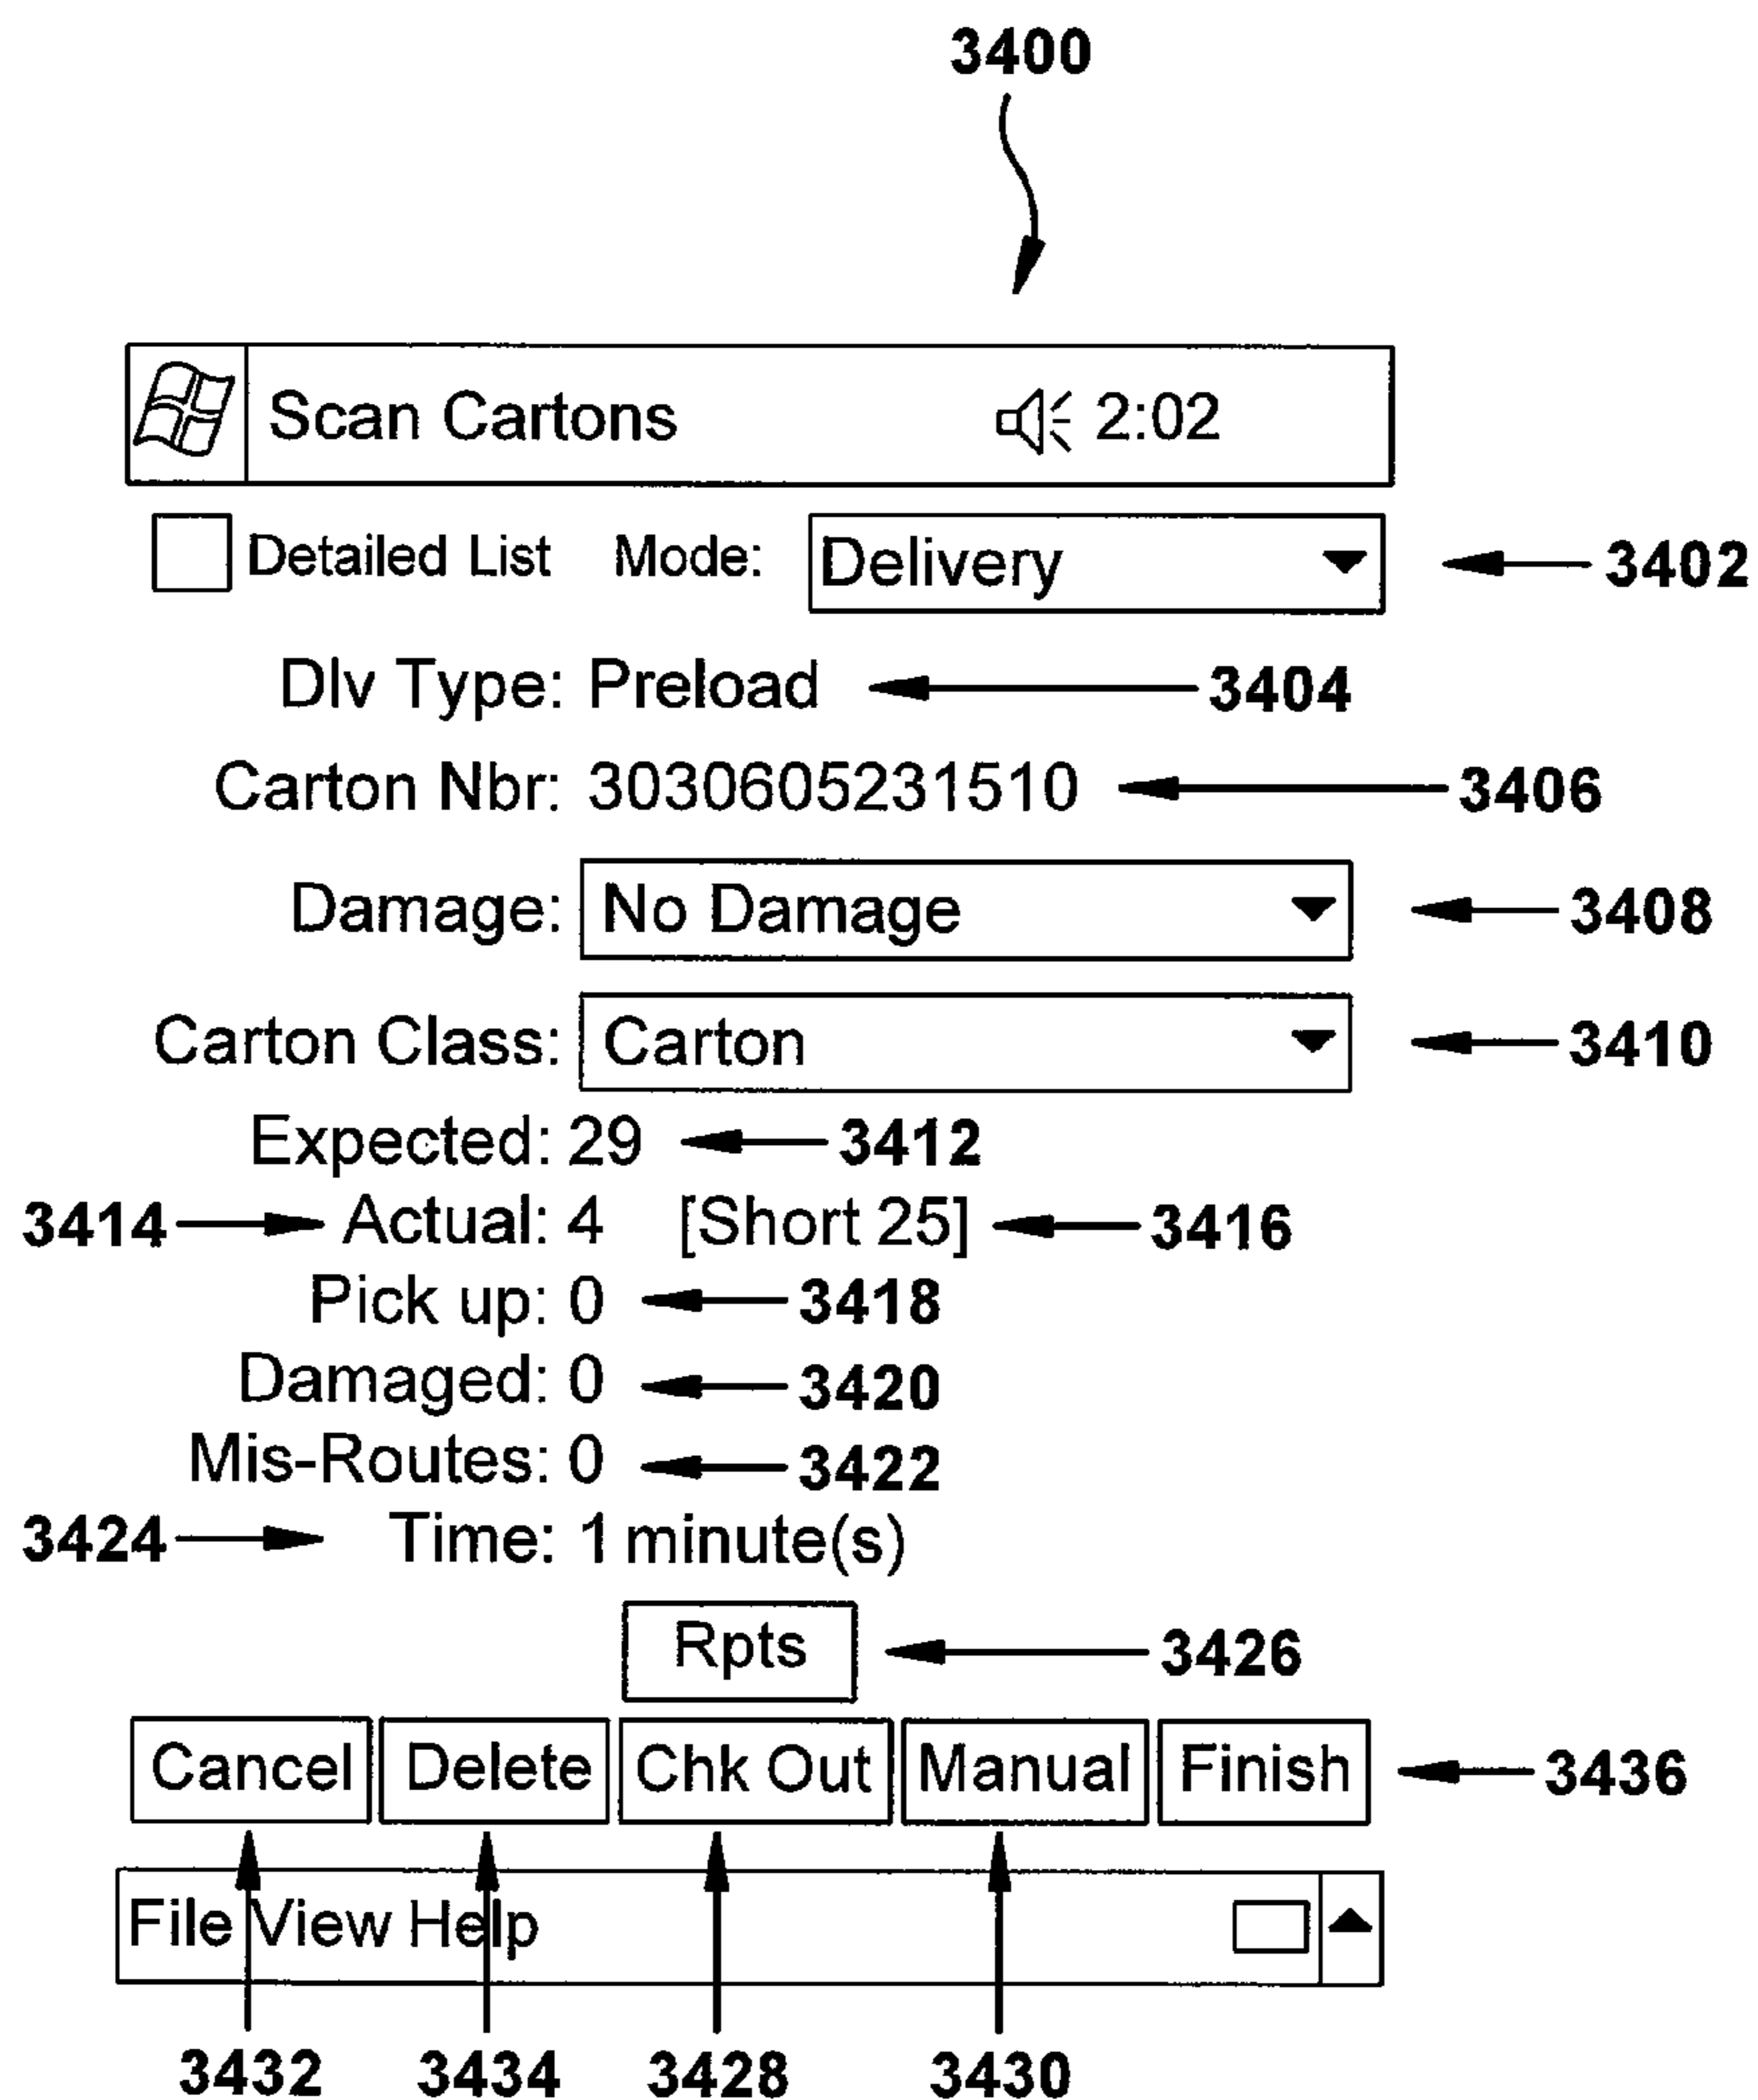 3400
Scan Cartons 2:02
Detailed List Mode: Delivery 3402
Dlv Type: Preload 3404
Carton Nbr: 3030605231510 3406
Damage: No Damage 3408
Carton Class: Carton 3410
Expected: 29 3412
3414 Actual: 4 [Short 25] 3416
Pick up: 0 3418
Damaged: 0 3420
Mis-Routes: 0 3422
3424 Time: 1 minute(s)
Rpts 3426
Cancel Delete Chk Out Manual Finish 3436
File View Help
3432 3434 3428 3430